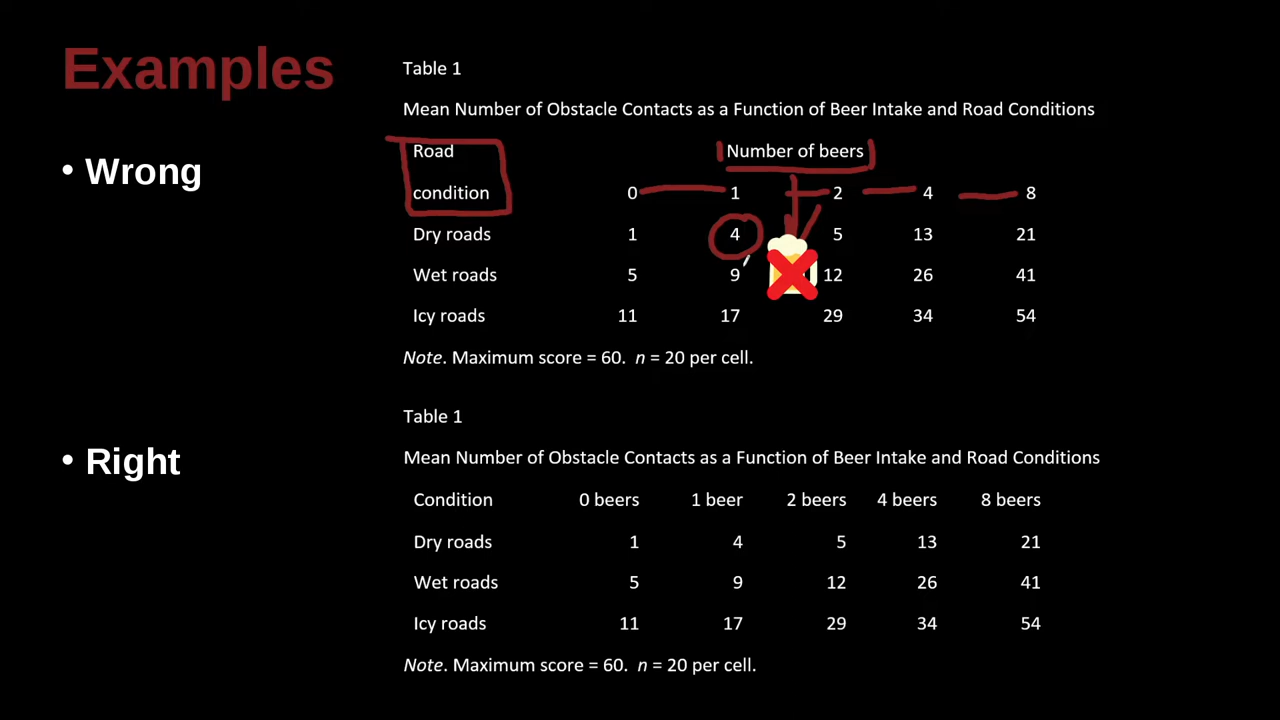 Examples
• Wrong
Table 1
Mean Number of Obstacle Contacts as a Function of Beer Intake and Road Conditions
Road Number of beers
condition 0 1 2 4 8
Dry roads 1 4 5 13 21
Wet roads 5 9 12 26 41
Icy roads 11 17 29 34 54
Note. Maximum score = 60. n = 20 per cell.
• Right
Table 1
Mean Number of Obstacle Contacts as a Function of Beer Intake and Road Conditions
Condition 0 beers 1 beer 2 beers 4 beers 8 beers
Dry roads 1 4 5 13 21
Wet roads 5 9 12 26 41
Icy roads 11 17 29 34 54
Note. Maximum score = 60. n = 20 per cell.